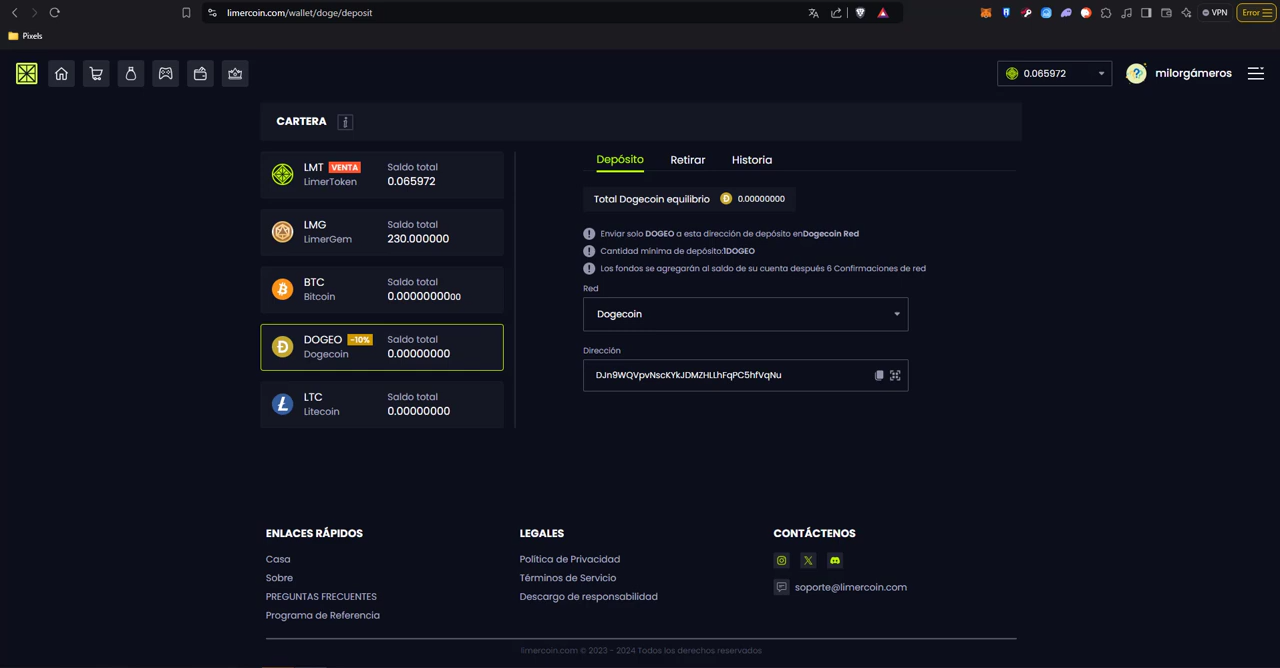 limercoin.com/wallet/doge/deposit
VPN
Error
Pixels
0.065972
milorgámeros
CARTERA
LMT VENTA
LimerToken
Saldo total
0.065972
LMG
LimerGem
Saldo total
230.000000
BTC
Bitcoin
Saldo total
0.0000000000
DOGEO -10%
Dogecoin
Saldo total
0.00000000
LTC
Litecoin
Saldo total
0.00000000
Depósito Retirar Historia
Total Dogecoin equilibrio 0.00000000
Enviar solo DOGEO a esta dirección de depósito enDogecoin Red
Cantidad mínima de depósito:1DOGEO
Los fondos se agregarán al saldo de su cuenta después 6 Confirmaciones de red
Red
Dogecoin
Dirección
DJn9WQVpvNscKYkJDMZHLLhFqPC5hfVqNu
ENLACES RÁPIDOS
Casa
Sobre
PREGUNTAS FRECUENTES
Programa de Referencia
LEGALES
Política de Privacidad
Términos de Servicio
Descargo de responsabilidad
CONTÁCTENOS
soporte@limercoin.com
limercoin.com © 2023 - 2024 Todos los derechos reservados